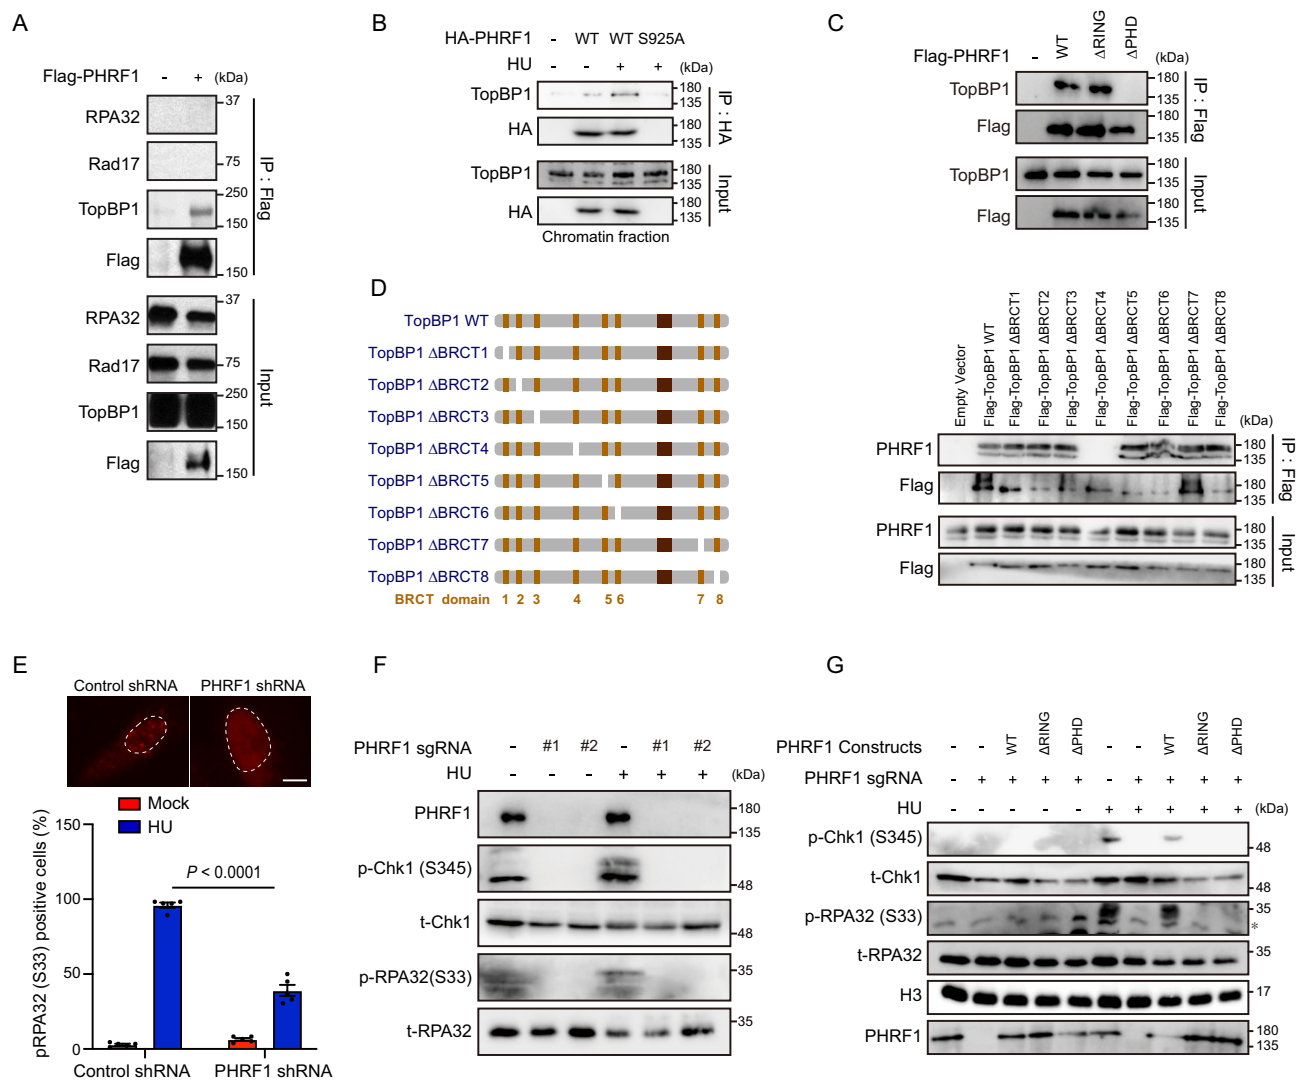 A
Flag-PHRF1 - + (kDa)
RPA32 37
Rad17 75
TopBP1 250
150
Flag 150
IP : Flag
RPA32 37
Rad17 75
TopBP1 250
150
Flag 150
Input
B
HA-PHRF1 - WT WT S925A
HU - - + + (kDa)
TopBP1 180
135
HA 180
135
IP : HA
TopBP1 180
135
HA 180
135
Input
Chromatin fraction
C
Flag-PHRF1 - WT ΔRING ΔPHD (kDa)
TopBP1 180
135
Flag 180
135
IP : Flag
TopBP1 180
135
Flag 180
135
Input
D
TopBP1 WT
TopBP1 ΔBRCT1
TopBP1 ΔBRCT2
TopBP1 ΔBRCT3
TopBP1 ΔBRCT4
TopBP1 ΔBRCT5
TopBP1 ΔBRCT6
TopBP1 ΔBRCT7
TopBP1 ΔBRCT8
BRCT domain 1 2 3 4 5 6 7 8
Empty Vector
Flag-TopBP1 WT
Flag-TopBP1 ΔBRCT1
Flag-TopBP1 ΔBRCT2
Flag-TopBP1 ΔBRCT3
Flag-TopBP1 ΔBRCT4
Flag-TopBP1 ΔBRCT5
Flag-TopBP1 ΔBRCT6
Flag-TopBP1 ΔBRCT7
Flag-TopBP1 ΔBRCT8
(kDa)
PHRF1 180
135
Flag 180
135
IP : Flag
PHRF1 180
135
Flag 180
135
Input
E
Control shRNA PHRF1 shRNA
Mock
HU
pRPA32 (S33) positive cells (%)
150
100
50
0
P < 0.0001
Control shRNA PHRF1 shRNA
F
PHRF1 sgRNA - #1 #2 - #1 #2
HU - - - + + + (kDa)
PHRF1 180
135
p-Chk1 (S345) 48
t-Chk1 48
p-RPA32(S33) 35
t-RPA32 35
G
PHRF1 Constructs - - WT ΔRING ΔPHD - - WT ΔRING ΔPHD
PHRF1 sgRNA - + + + + - + + + +
HU - - - - - + + + + + (kDa)
p-Chk1 (S345) 48
t-Chk1 48
p-RPA32 (S33) 35
*
t-RPA32 35
H3 17
PHRF1 180
135